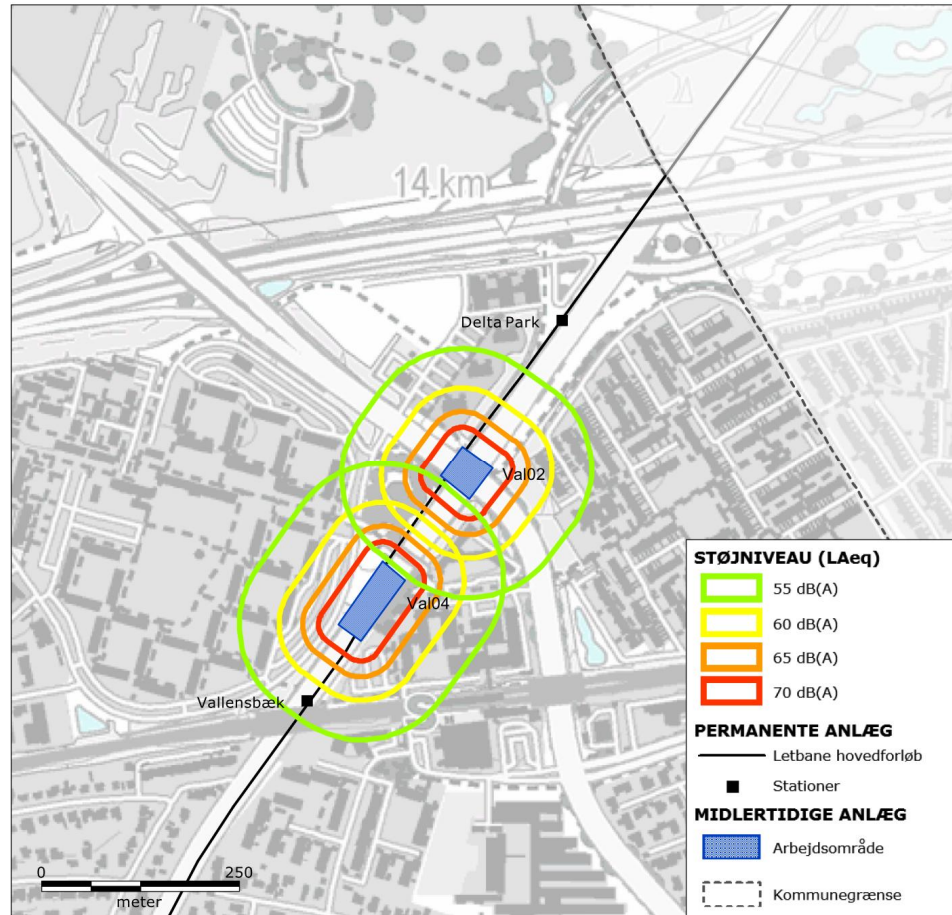 14 km
Delta Park
Val02
Val04
Vallensbæk
0 250
meter
STØJNIVEAU (LAeq)
55 dB(A)
60 dB(A)
65 dB(A)
70 dB(A)
PERMANENTE ANLÆG
Letbane hovedforløb
Stationer
MIDLERTIDIGE ANLÆG
Arbejdsområde
Kommunegrænse